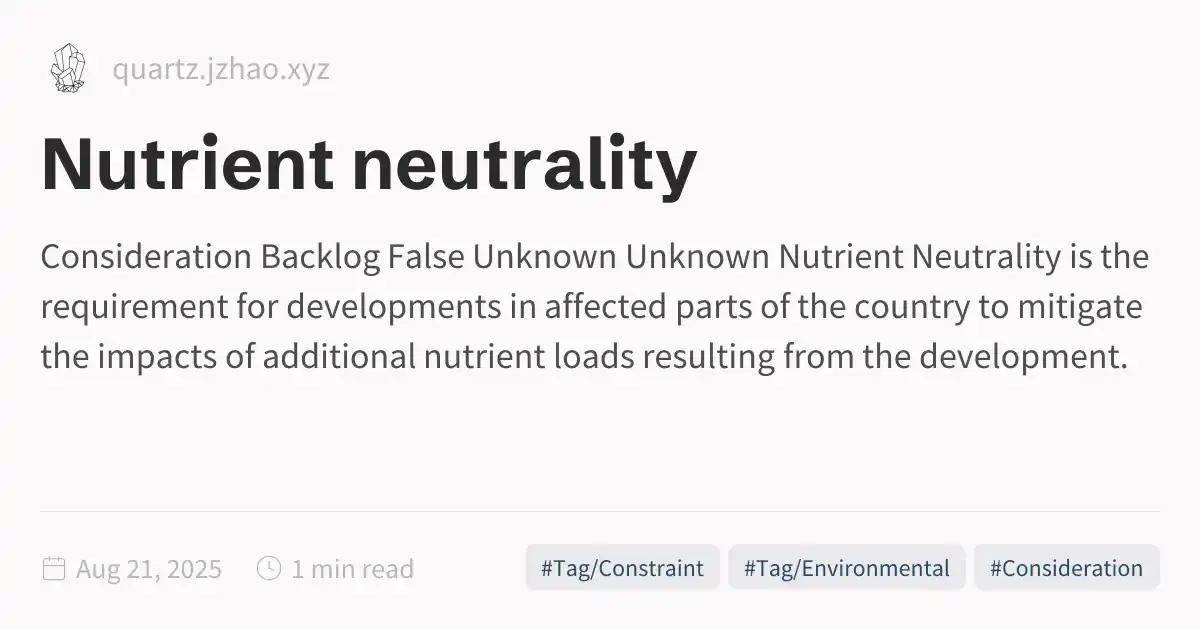 quartz.jzhao.xyz
Nutrient neutrality
Consideration Backlog False Unknown Unknown Nutrient Neutrality is the
requirement for developments in affected parts of the country to mitigate
the impacts of additional nutrient loads resulting from the development.
Aug 21, 2025 1 min read #Tag/Constraint #Tag/Environmental #Consideration